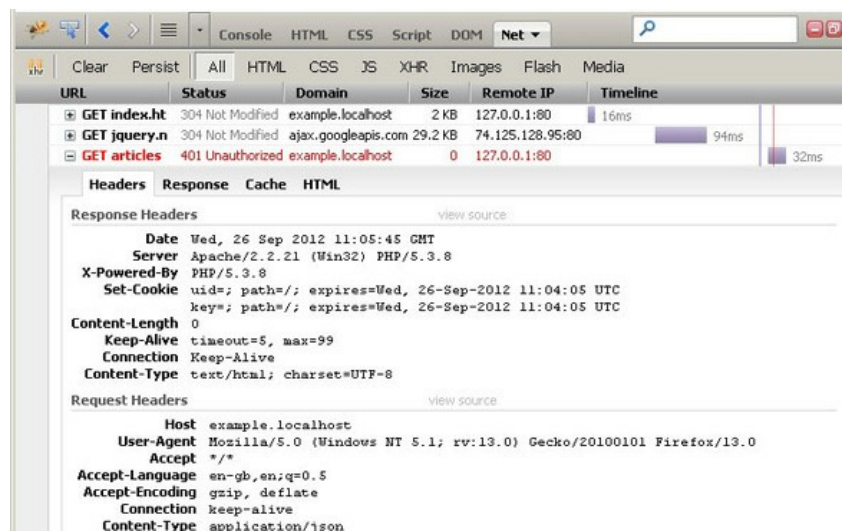 Console HTML CSS Script DOM Net
Clear Persist All HTML CSS JS XHR Images Flash Media
URL Status Domain Size Remote IP Timeline
GET index.ht 304 Not Modified example.localhost 2 KB 127.0.0.1:80 16ms
GET jquery.n 304 Not Modified ajax.googleapis.com 29.2 KB 74.125.128.95:80 94ms
GET articles 401 Unauthorized example.localhost 0 127.0.0.1:80 32ms
Headers Response Cache HTML
Response Headers view source
Date Wed, 26 Sep 2012 11:05:45 GMT
Server Apache/2.2.21 (Win32) PHP/5.3.8
X-Powered-By PHP/5.3.8
Set-Cookie uid=; path=/; expires=Wed, 26-Sep-2012 11:04:05 UTC
key=; path=/; expires=Wed, 26-Sep-2012 11:04:05 UTC
Content-Length 0
Keep-Alive timeout=5, max=99
Connection Keep-Alive
Content-Type text/html; charset=UTF-8
Request Headers view source
Host example.localhost
User-Agent Mozilla/5.0 (Windows NT 5.1; rv:13.0) Gecko/20100101 Firefox/13.0
Accept */*
Accept-Language en-gb,en;q=0.5
Accept-Encoding gzip, deflate
Connection keep-alive
Content-Type application/json